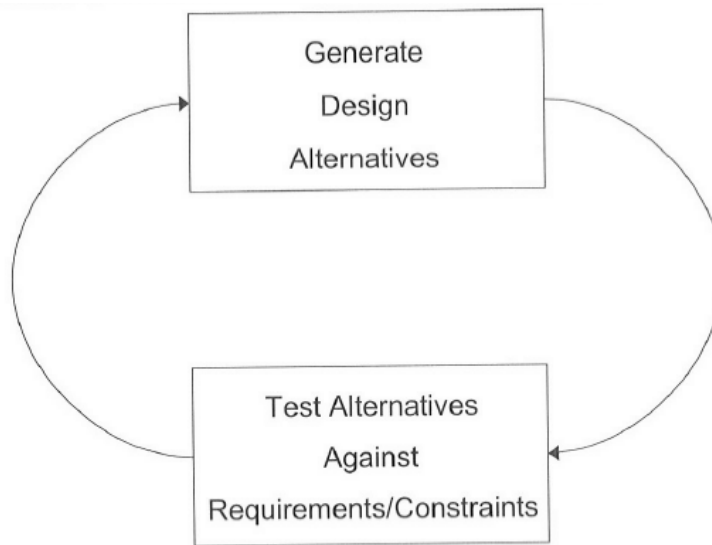 Generate
Design
Alternatives
Test Alternatives
Against
Requirements/Constraints